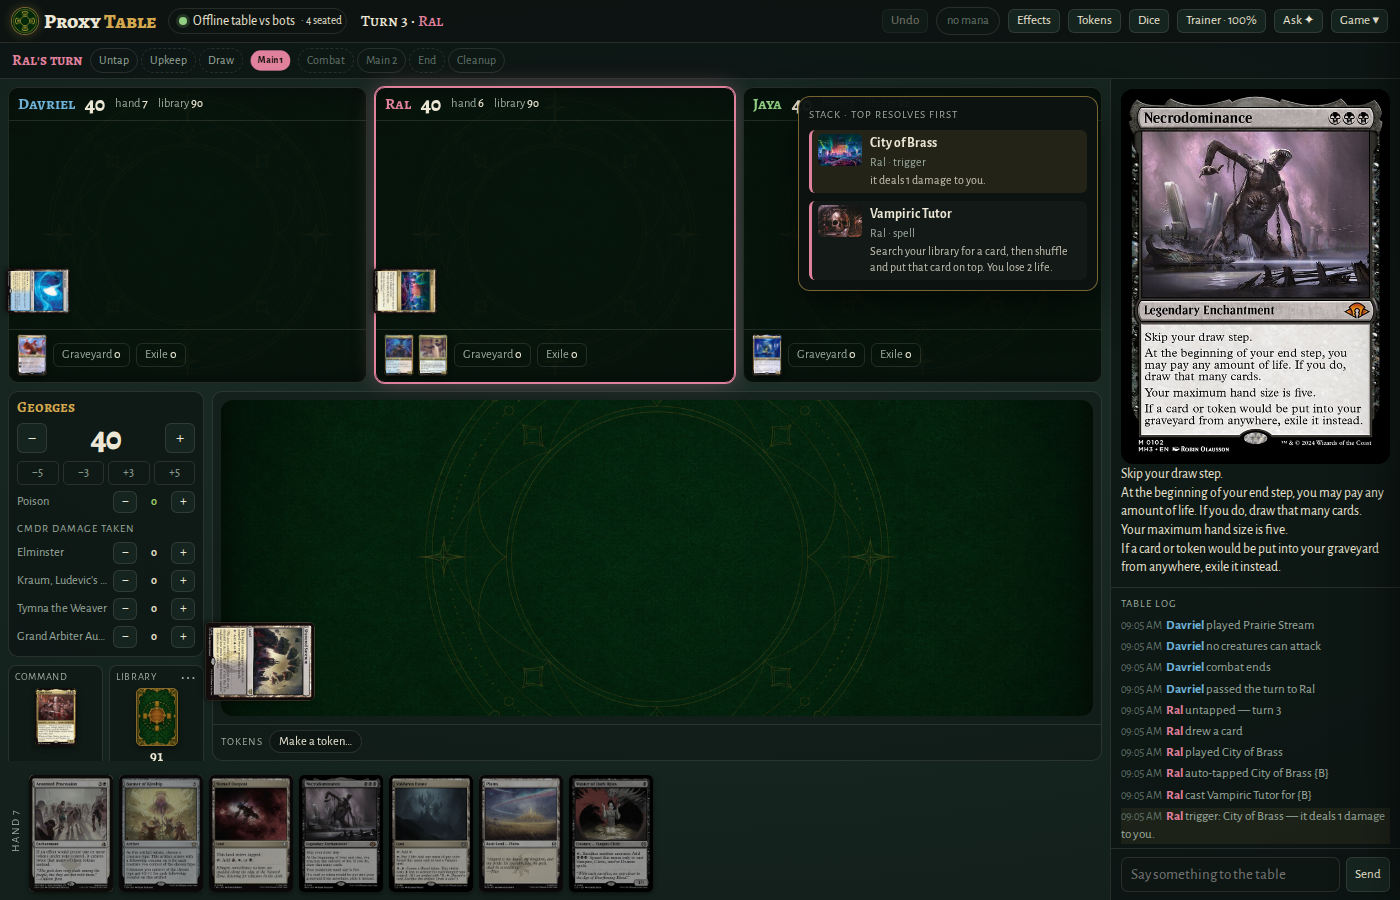 Proxy Table
Offline table vs bots · 4 seated
Turn 3 · Ral
Undo
no mana
Effects
Tokens
Dice
Trainer · 100%
Ask ✦
Game ▾
Ral's turn
Untap
Upkeep
Draw
Main 1
Combat
Main 2
End
Cleanup
Davriel 40 hand 7 library 90
Ral 40 hand 6 library 90
Jaya
STACK · TOP RESOLVES FIRST
City of Brass
Ral · trigger
it deals 1 damage to you.
Vampiric Tutor
Ral · spell
Search your library for a card, then shuffle
and put that card on top. You lose 2 life.
Graveyard 0
Exile 0
Graveyard 0
Exile 0
Graveyard 0
Exile 0
Georges
− 40 +
−5 −3 +3 +5
Poison − 0 +
CMDR DAMAGE TAKEN
Elminster − 0 +
Kraum, Ludevic's ... − 0 +
Tymna the Weaver − 0 +
Grand Arbiter Au... − 0 +
COMMAND
LIBRARY ...
91
TOKENS
Make a token...
HAND 7
Necrodominance
Legendary Enchantment
Skip your draw step.
At the beginning of your end step, you
may pay any amount of life. If you do,
draw that many cards.
Your maximum hand size is five.
If a card or token would be put into your
graveyard from anywhere, exile it instead.
M 0102
MH3 • EN Robin Olausson
™ & © 2024 Wizards of the Coast
Skip your draw step.
At the beginning of your end step, you may pay any
amount of life. If you do, draw that many cards.
Your maximum hand size is five.
If a card or token would be put into your graveyard
from anywhere, exile it instead.
TABLE LOG
09:05 AM Davriel played Prairie Stream
09:05 AM Davriel no creatures can attack
09:05 AM Davriel combat ends
09:05 AM Davriel passed the turn to Ral
09:05 AM Ral untapped — turn 3
09:05 AM Ral drew a card
09:05 AM Ral played City of Brass
09:05 AM Ral auto-tapped City of Brass {B}
09:05 AM Ral cast Vampiric Tutor for {B}
09:05 AM Ral trigger: City of Brass — it deals 1 damage
to you.
Say something to the table
Send